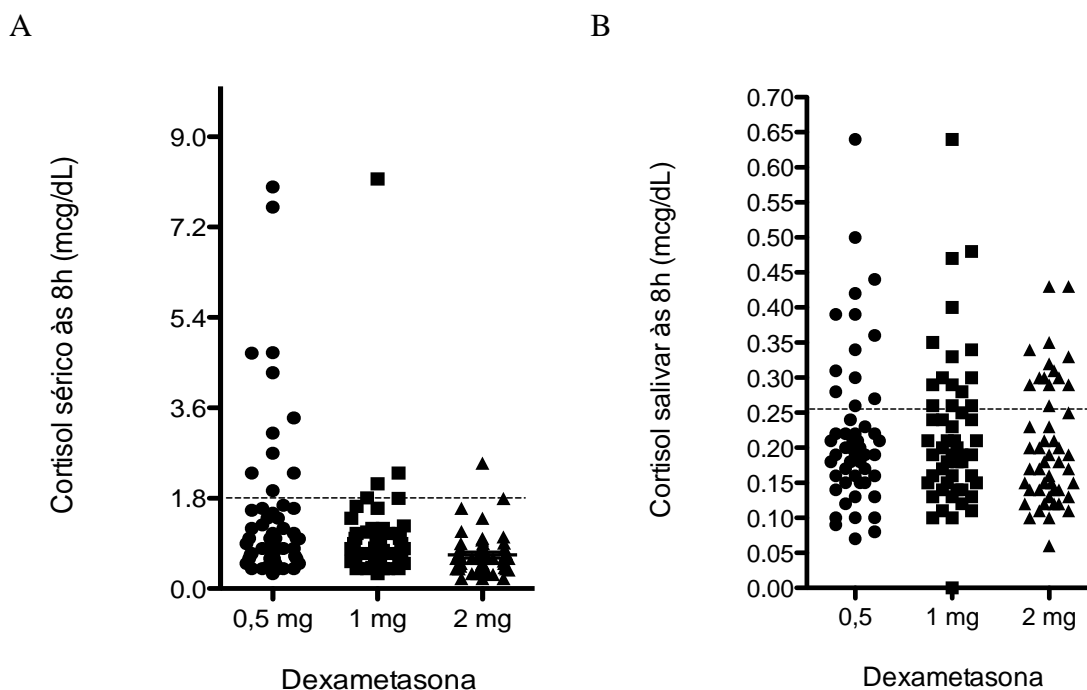 A
Cortisol sérico às 8h (mcg/dL)
9.0
7.2
5.4
3.6
1.8
0.0
0,5 mg 1 mg 2 mg
Dexametasona
B
Cortisol salivar às 8h (mcg/dL)
0.70
0.65
0.60
0.55
0.50
0.45
0.40
0.35
0.30
0.25
0.20
0.15
0.10
0.05
0.00
0,5 1 mg 2 mg
Dexametasona